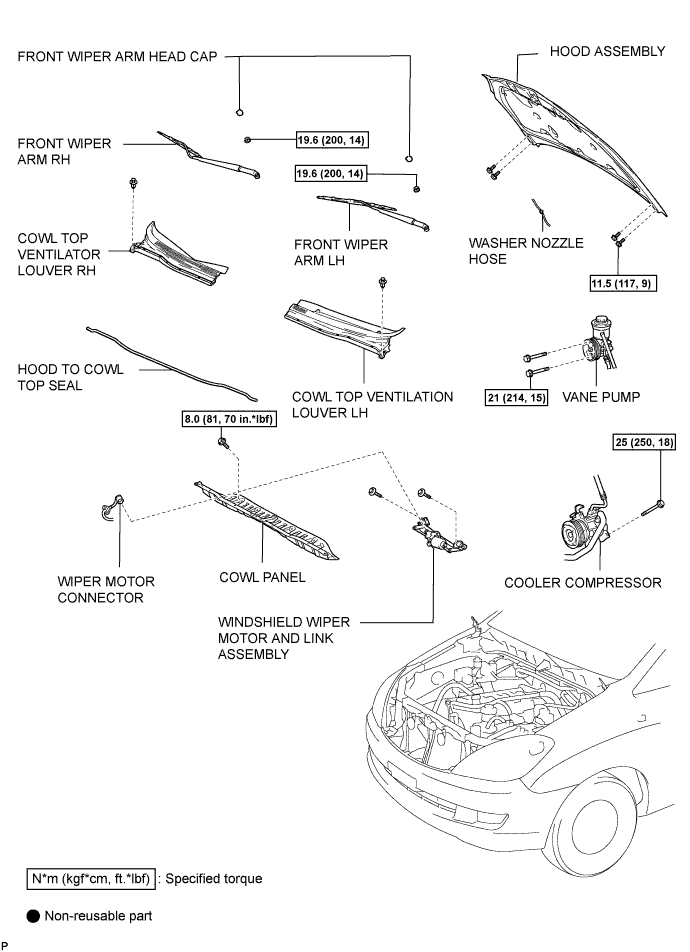 FRONT WIPER ARM HEAD CAP
HOOD ASSEMBLY
FRONT WIPER
ARM RH
19.6 (200, 14)
19.6 (200, 14)
COWL TOP
VENTILATOR
LOUVER RH
FRONT WIPER
ARM LH
WASHER NOZZLE
HOSE
11.5 (117, 9)
HOOD TO COWL
TOP SEAL
COWL TOP VENTILATION
LOUVER LH
21 (214, 15)
VANE PUMP
8.0 (81, 70 in.*lbf)
25 (250, 18)
WIPER MOTOR
CONNECTOR
COWL PANEL
COOLER COMPRESSOR
WINDSHIELD WIPER
MOTOR AND LINK
ASSEMBLY
N*m (kgf*cm, ft.*lbf) : Specified torque
Non-reusable part
P